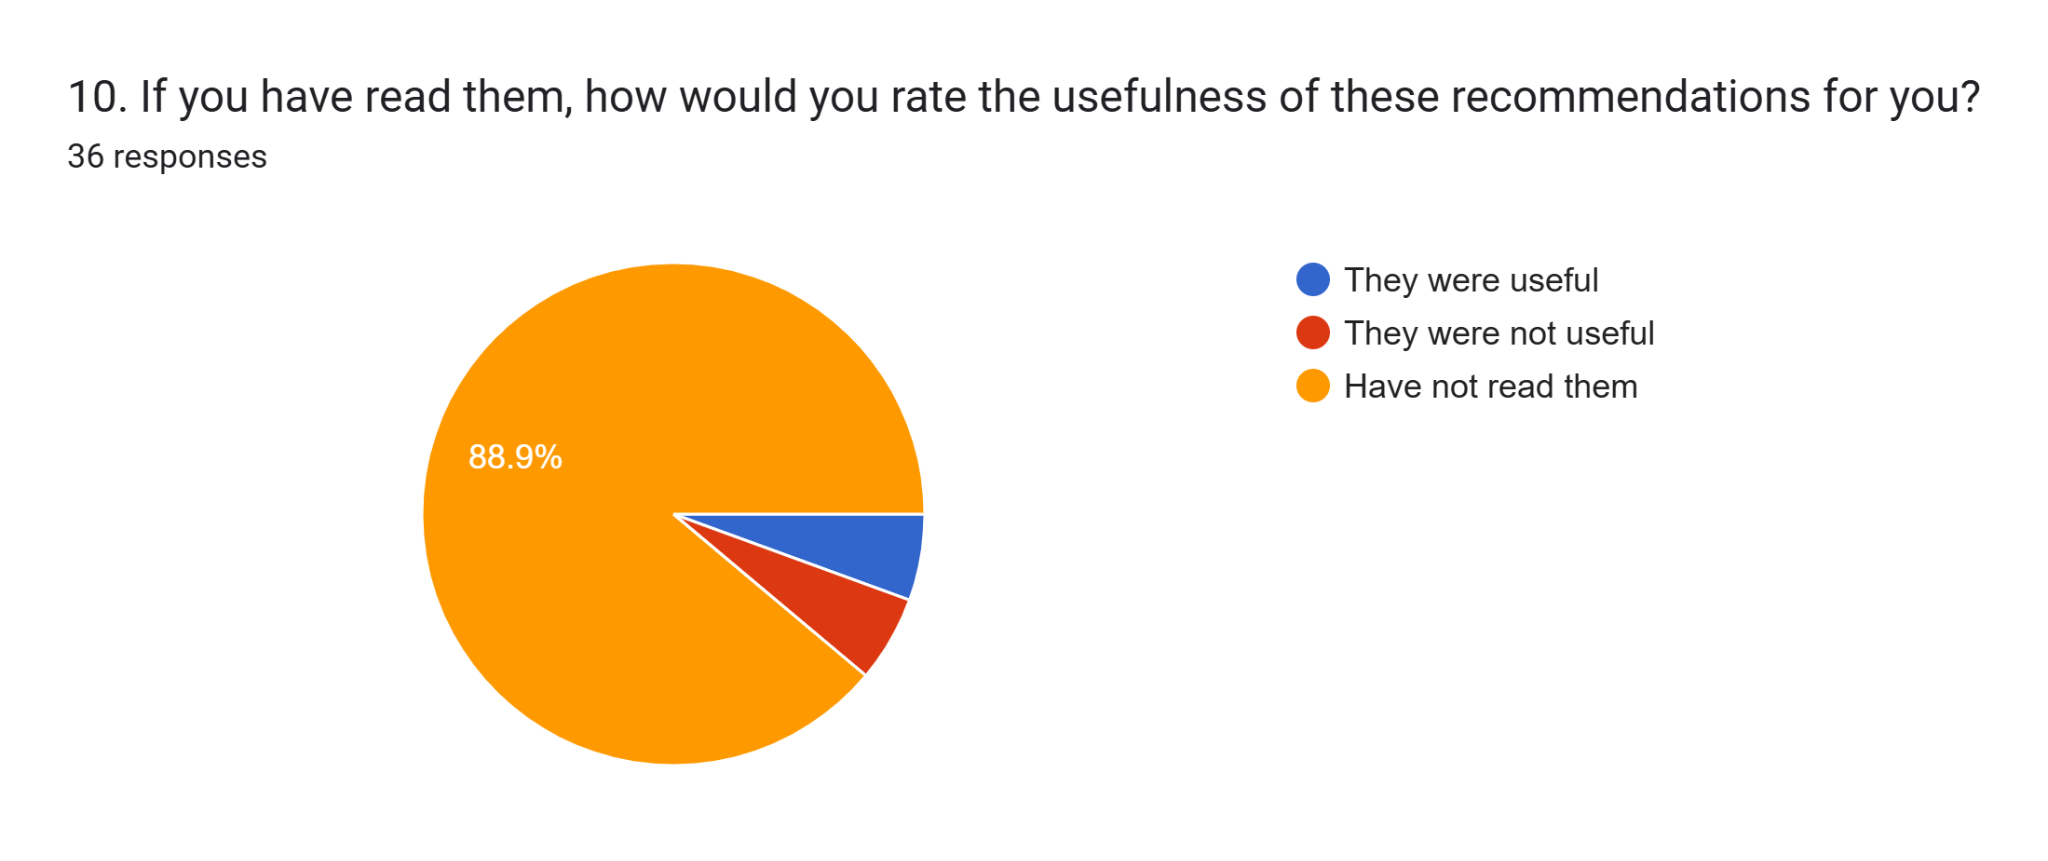 10. If you have read them, how would you rate the usefulness of these recommendations for you?
36 responses
They were useful
They were not useful
Have not read them
88.9%